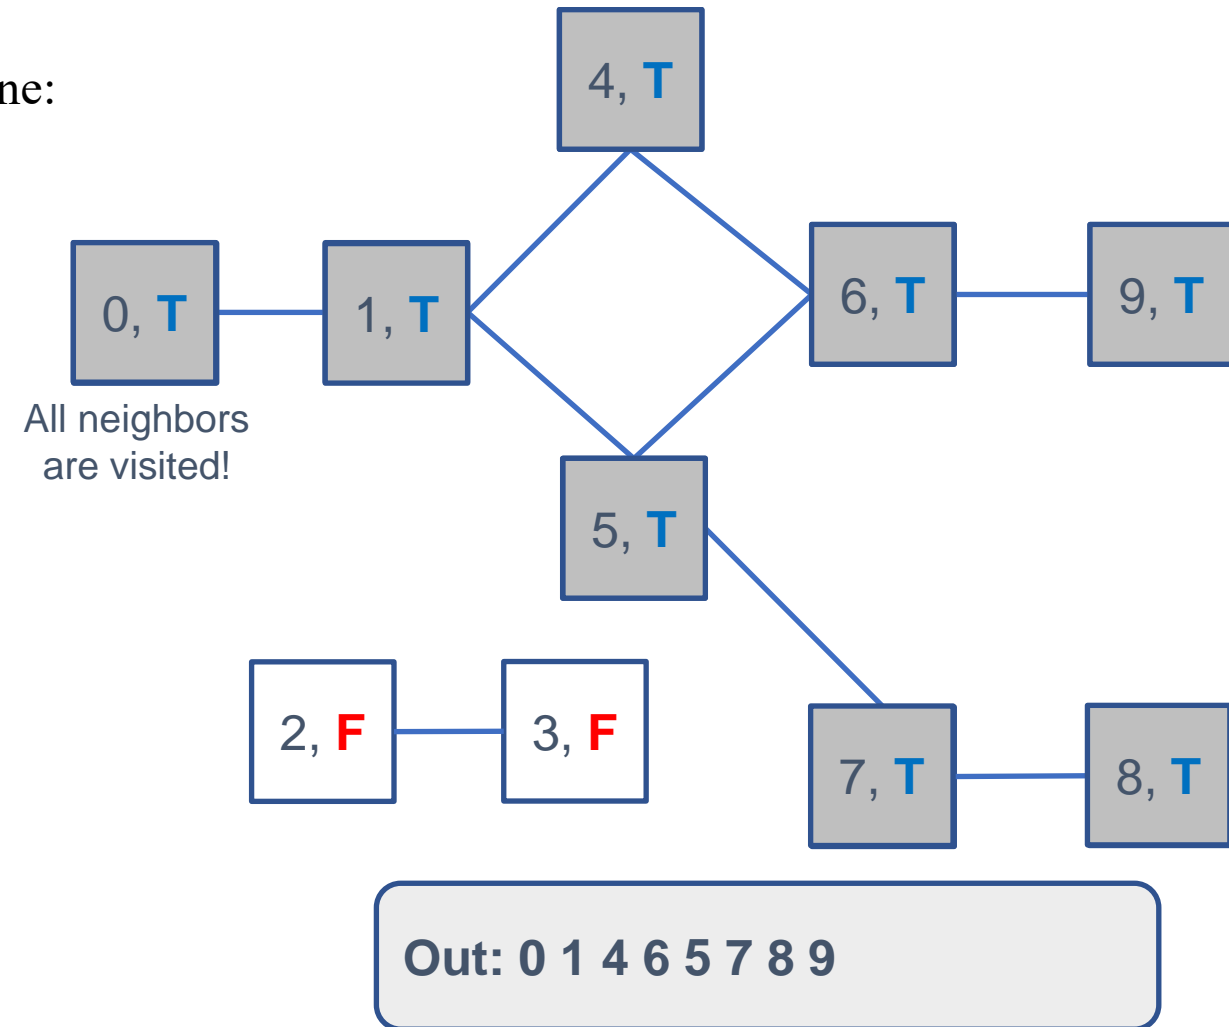 ne:
4, T
0, T
1, T
6, T
9, T
All neighbors
are visited!
5, T
2, F
3, F
7, T
8, T
Out: 0 1 4 6 5 7 8 9